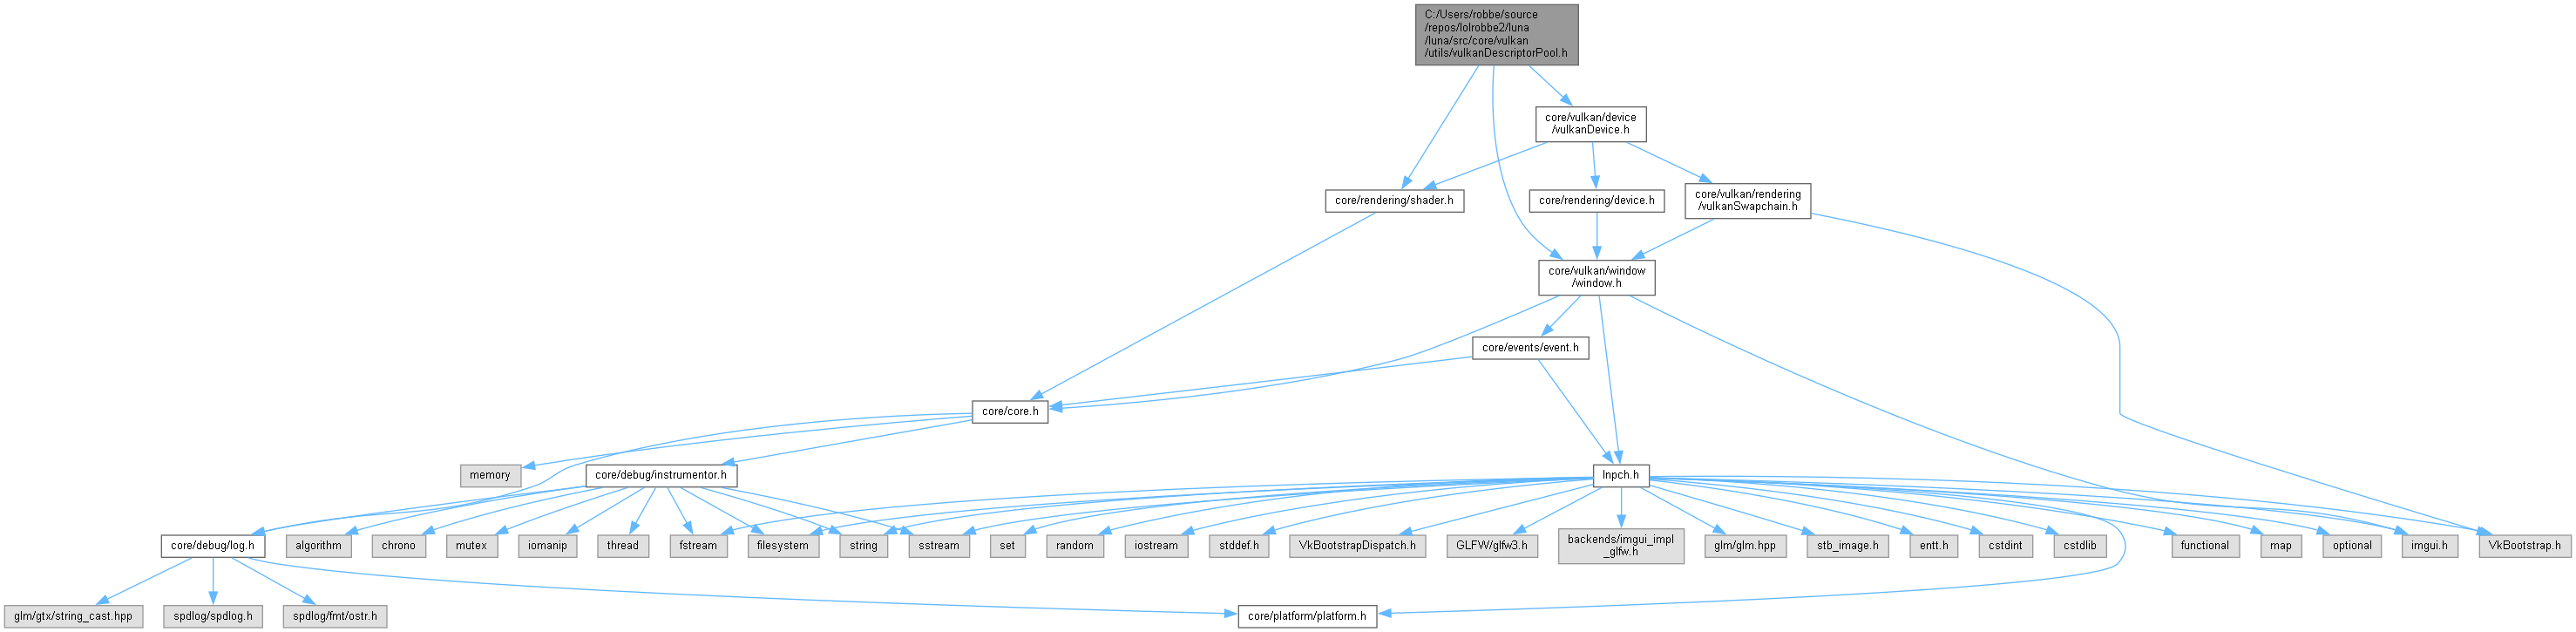 C:/Users/robbe/source
/repos/lolrobbe2/luna
/luna/src/core/vulkan
/utils/vulkanDescriptorPool.h
core/vulkan/device
/vulkanDevice.h
core/rendering/shader.h
core/rendering/device.h
core/vulkan/rendering
/vulkanSwapchain.h
core/vulkan/window
/window.h
core/events/event.h
core/core.h
memory
core/debug/instrumentor.h
lnpch.h
core/debug/log.h
algorithm
chrono
mutex
iomanip
thread
fstream
filesystem
string
sstream
set
random
iostream
stddef.h
VkBootstrapDispatch.h
GLFW/glfw3.h
backends/imgui_impl
_glfw.h
glm/glm.hpp
stb_image.h
entt.h
cstdint
cstdlib
functional
map
optional
imgui.h
VkBootstrap.h
glm/gtx/string_cast.hpp
spdlog/spdlog.h
spdlog/fmt/ostr.h
core/platform/platform.h